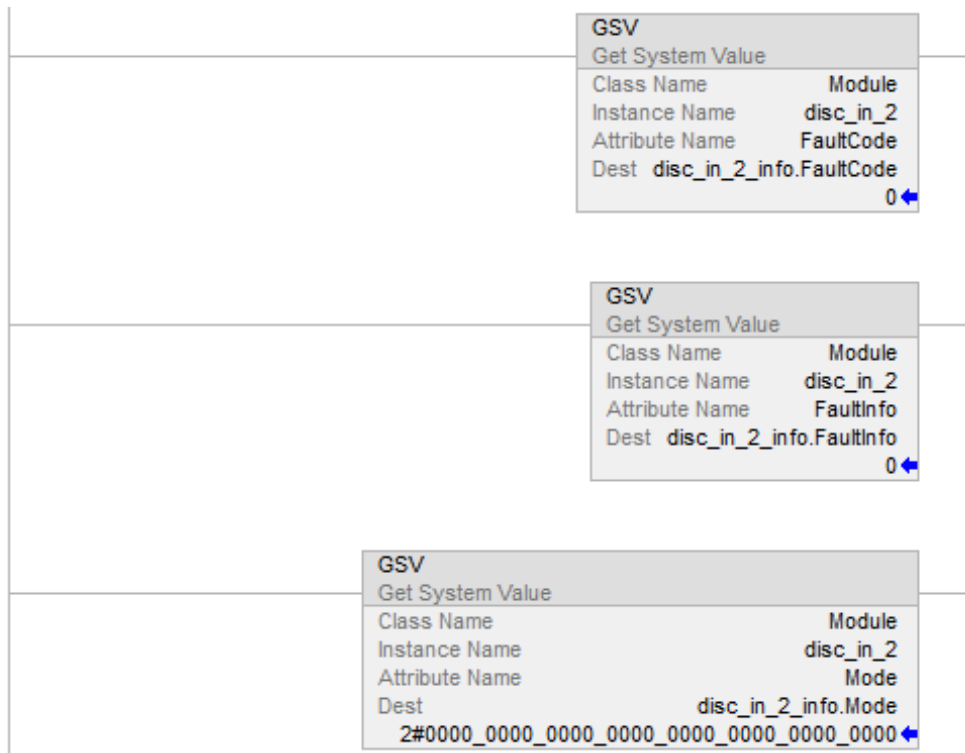 GSV
Get System Value
Class Name Module
Instance Name disc_in_2
Attribute Name FaultCode
Dest disc_in_2_info.FaultCode
0
GSV
Get System Value
Class Name Module
Instance Name disc_in_2
Attribute Name FaultInfo
Dest disc_in_2_info.FaultInfo
0
GSV
Get System Value
Class Name Module
Instance Name disc_in_2
Attribute Name Mode
Dest disc_in_2_info.Mode
2#0000_0000_0000_0000_0000_0000_0000_0000